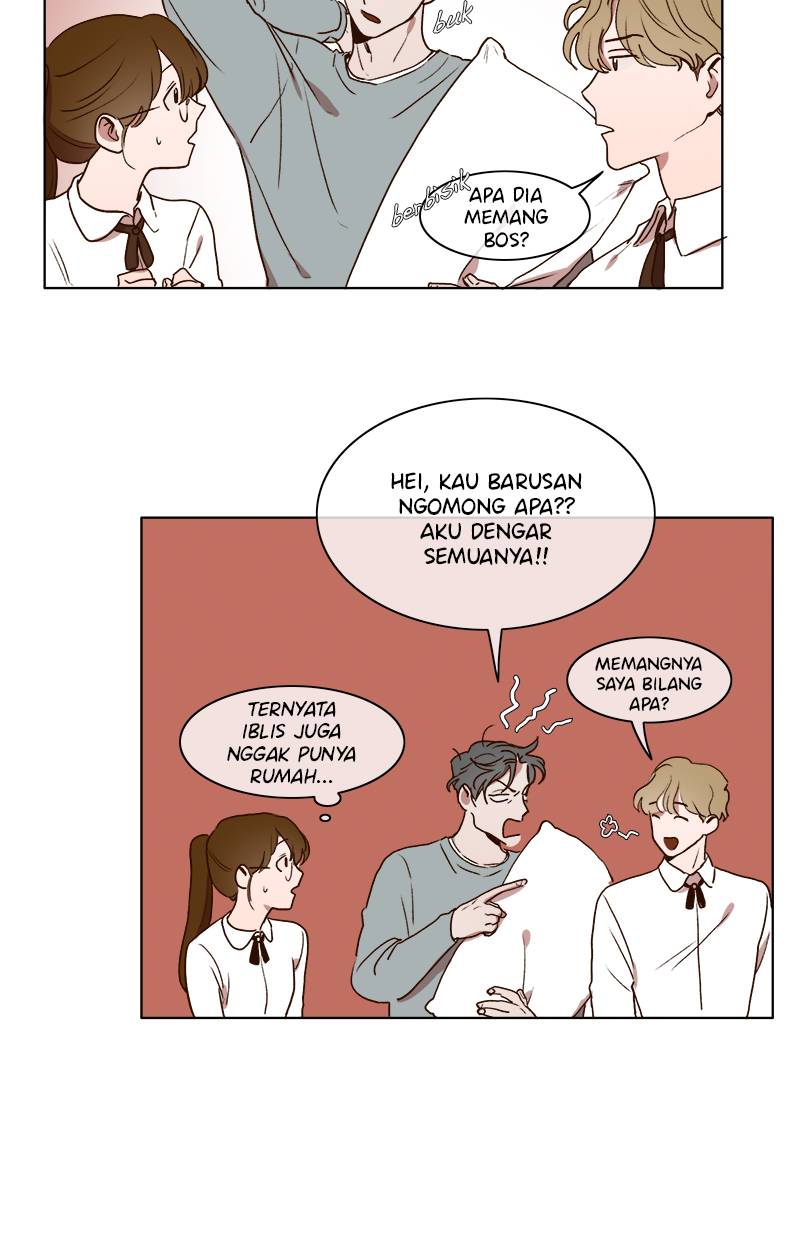 buk
berbisik
APA DIA
MEMANG
BOS?
HEI, KAU BARUSAN
NGOMONG APA??
AKU DENGAR
SEMUANYA!!
MEMANGNYA
SAYA BILANG
APA?
TERNYATA
IBLIS JUGA
NGGAK PUNYA
RUMAH...